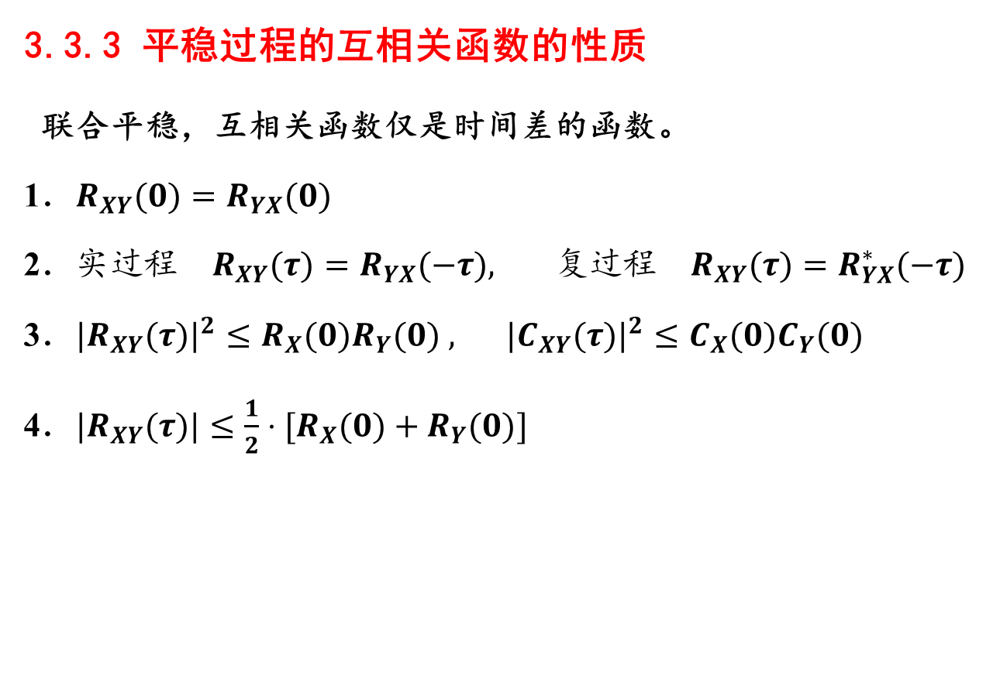 3.3.3 平稳过程的互相关函数的性质
联合平稳，互相关函数仅是时间差的函数。
1. $R_{XY}(0) = R_{YX}(0)$
2. 实过程 $R_{XY}(\tau) = R_{YX}(-\tau),$ 复过程 $R_{XY}(\tau) = R_{YX}^{*}(-\tau)$
3. $|R_{XY}(\tau)|^2 \leq R_X(0)R_Y(0),$ $|C_{XY}(\tau)|^2 \leq C_X(0)C_Y(0)$
4. $|R_{XY}(\tau)| \leq \frac{1}{2} \cdot [R_X(0) + R_Y(0)]$